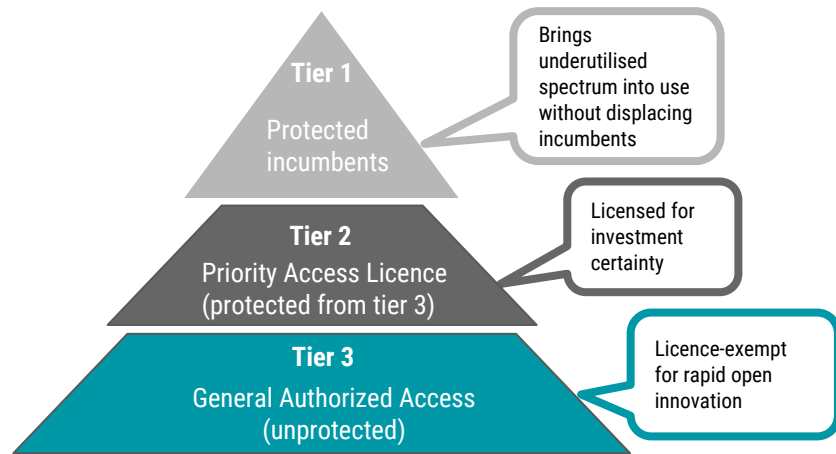 Tier 1
Protected
incumbents
Brings
underutilised
spectrum into use
without displacing
incumbents
Tier 2
Priority Access Licence
(protected from tier 3)
Licensed for
investment
certainty
Tier 3
General Authorized Access
(unprotected)
Licence-exempt
for rapid open
innovation